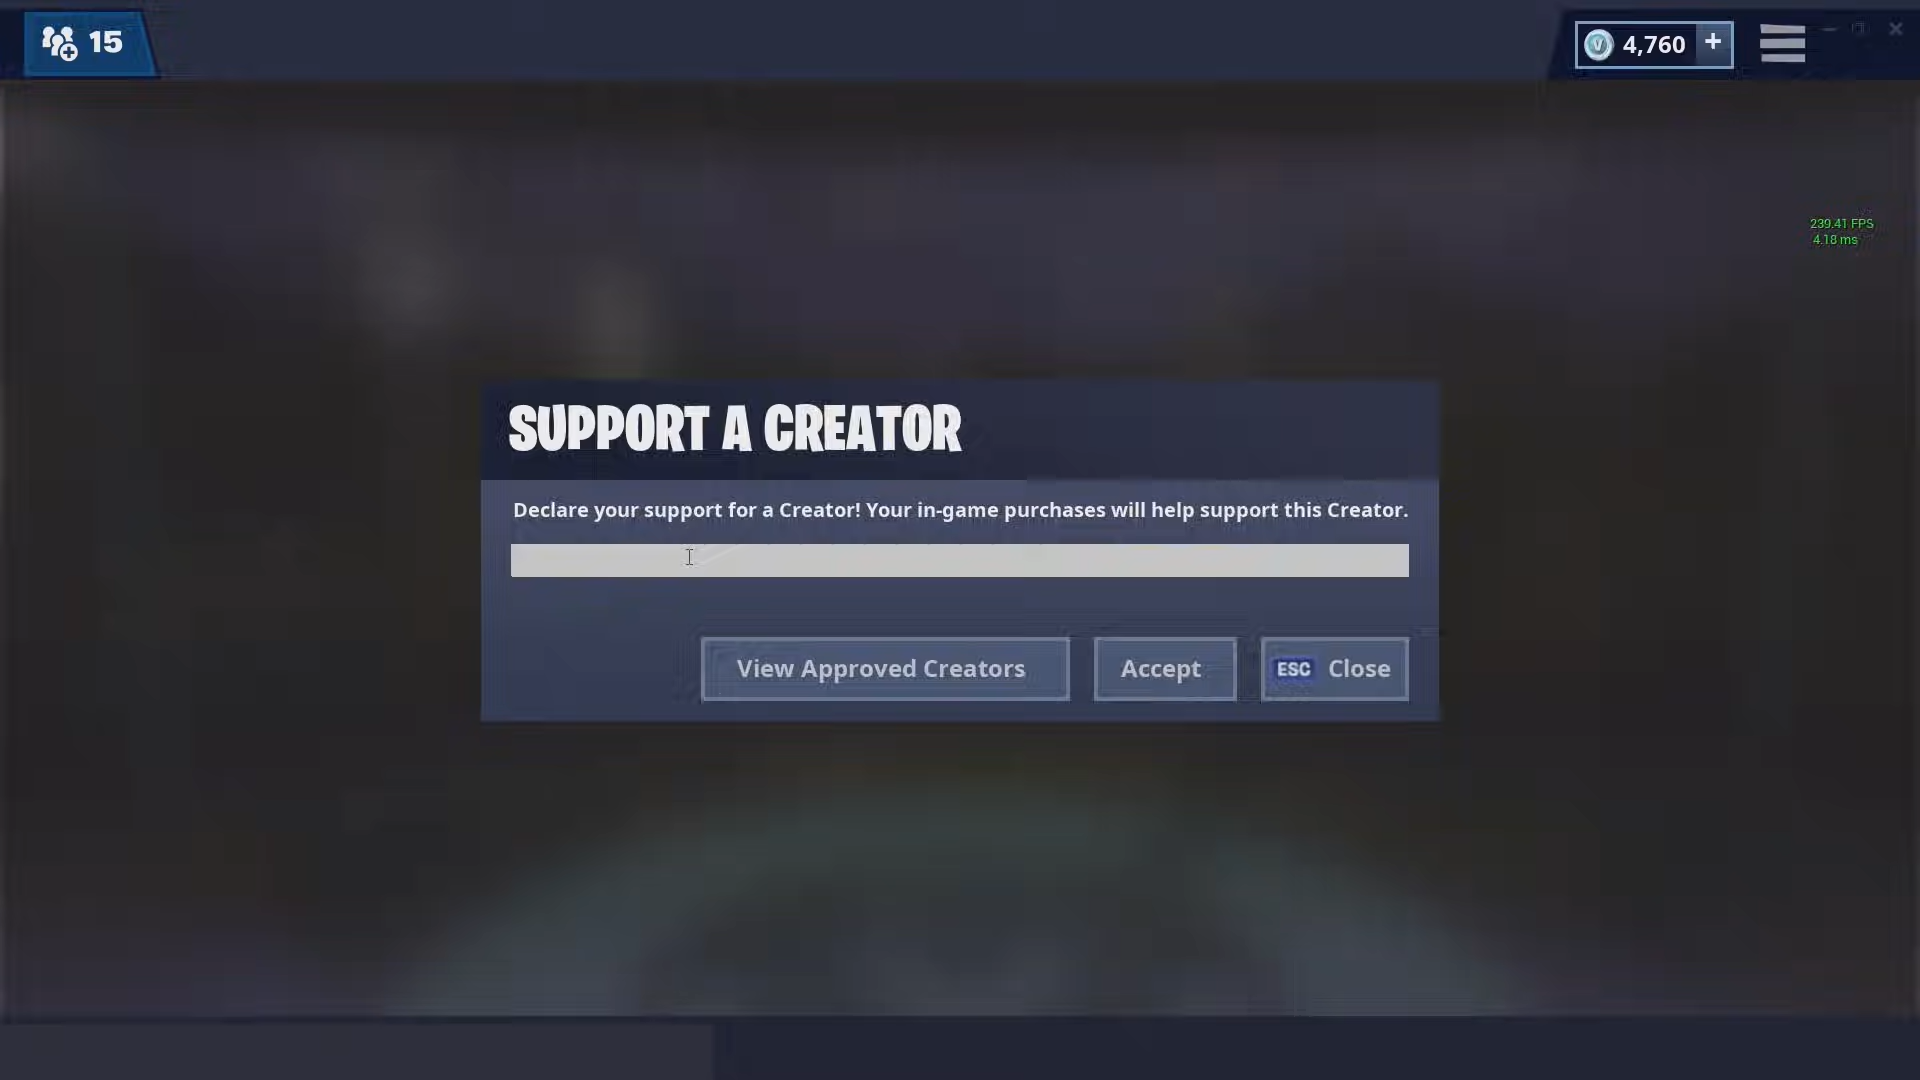 15
4,760 +
239.41 FPS
4.18 ms
SUPPORT A CREATOR
Declare your support for a Creator! Your in-game purchases will help support this Creator.
View Approved Creators
Accept
ESC Close